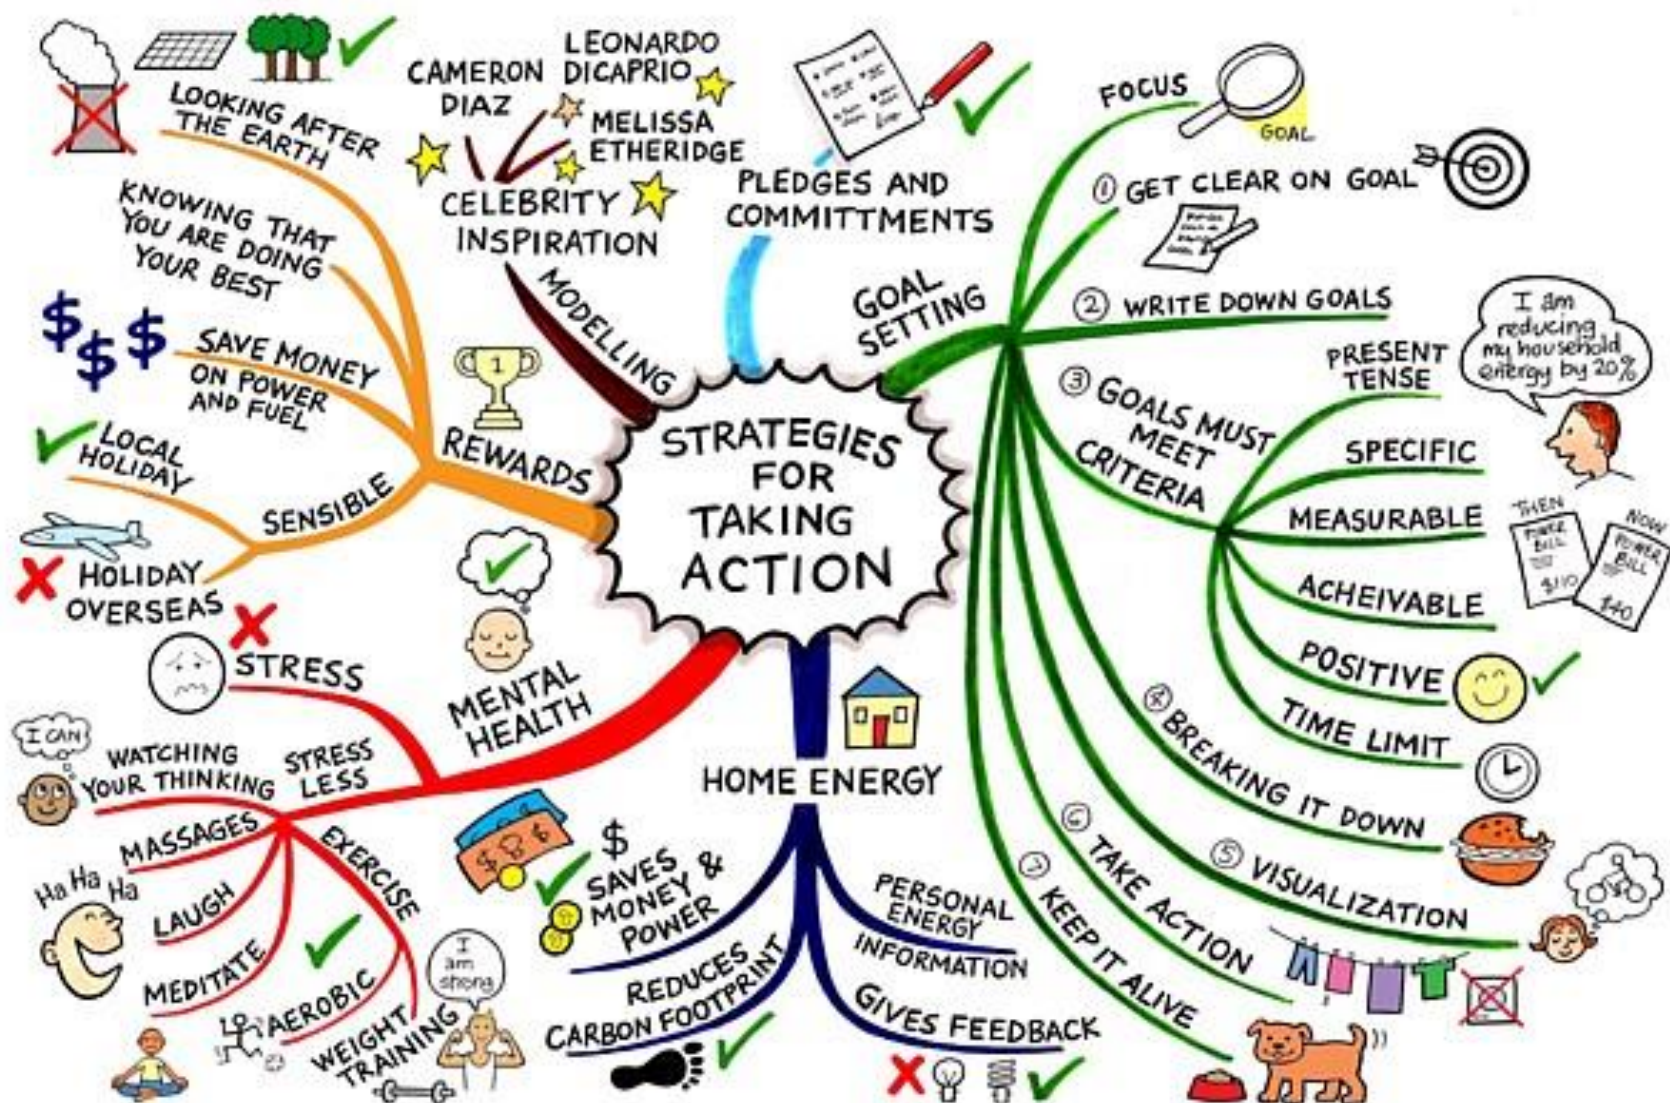 STRATEGIES
FOR
TAKING
ACTION
GOAL
SETTING
FOCUS
GOAL
① GET CLEAR ON GOAL
② WRITE DOWN GOALS
③ GOALS MUST
MEET
CRITERIA
PRESENT
TENSE
I am
reducing
my household
energy by 20%
SPECIFIC
MEASURABLE
THEN
POWER
BILL
$110
NOW
POWER
BILL
$40
ACHEIVABLE
POSITIVE
TIME LIMIT
BREAKING IT DOWN
⑤ VISUALIZATION
⑥ TAKE ACTION
⑦ KEEP IT ALIVE
HOME ENERGY
PERSONAL
ENERGY
INFORMATION
GIVES FEEDBACK
REDUCES
CARBON FOOTPRINT
$
SAVES
MONEY &
POWER
$ $
MENTAL
HEALTH
STRESS
STRESS
LESS
WATCHING
YOUR THINKING
I CAN
MASSAGES
LAUGH
Ha Ha Ha
MEDITATE
EXERCISE
AEROBIC
WEIGHT
TRAINING
I
am
strong
REWARDS
1
LOOKING AFTER
THE EARTH
KNOWING THAT
YOU ARE DOING
YOUR BEST
SAVE MONEY
ON POWER
AND FUEL
$ $ $
SENSIBLE
LOCAL
HOLIDAY
HOLIDAY
OVERSEAS
MODELLING
CELEBRITY
INSPIRATION
CAMERON
DIAZ
LEONARDO
DICAPRIO
MELISSA
ETHERIDGE
PLEDGES AND
COMMITTMENTS